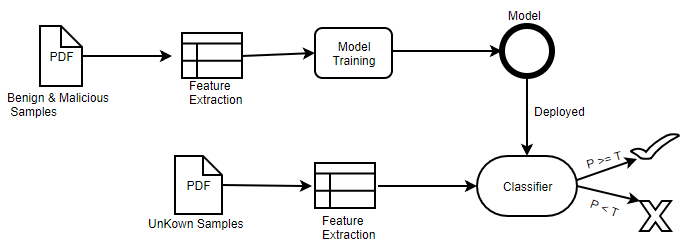 Model
PDF
Model
Training
Feature
Extraction
Benign & Malicious
Samples
Deployed
P >= T
PDF
Classifier
P < T
UnKown Samples
Feature
Extraction